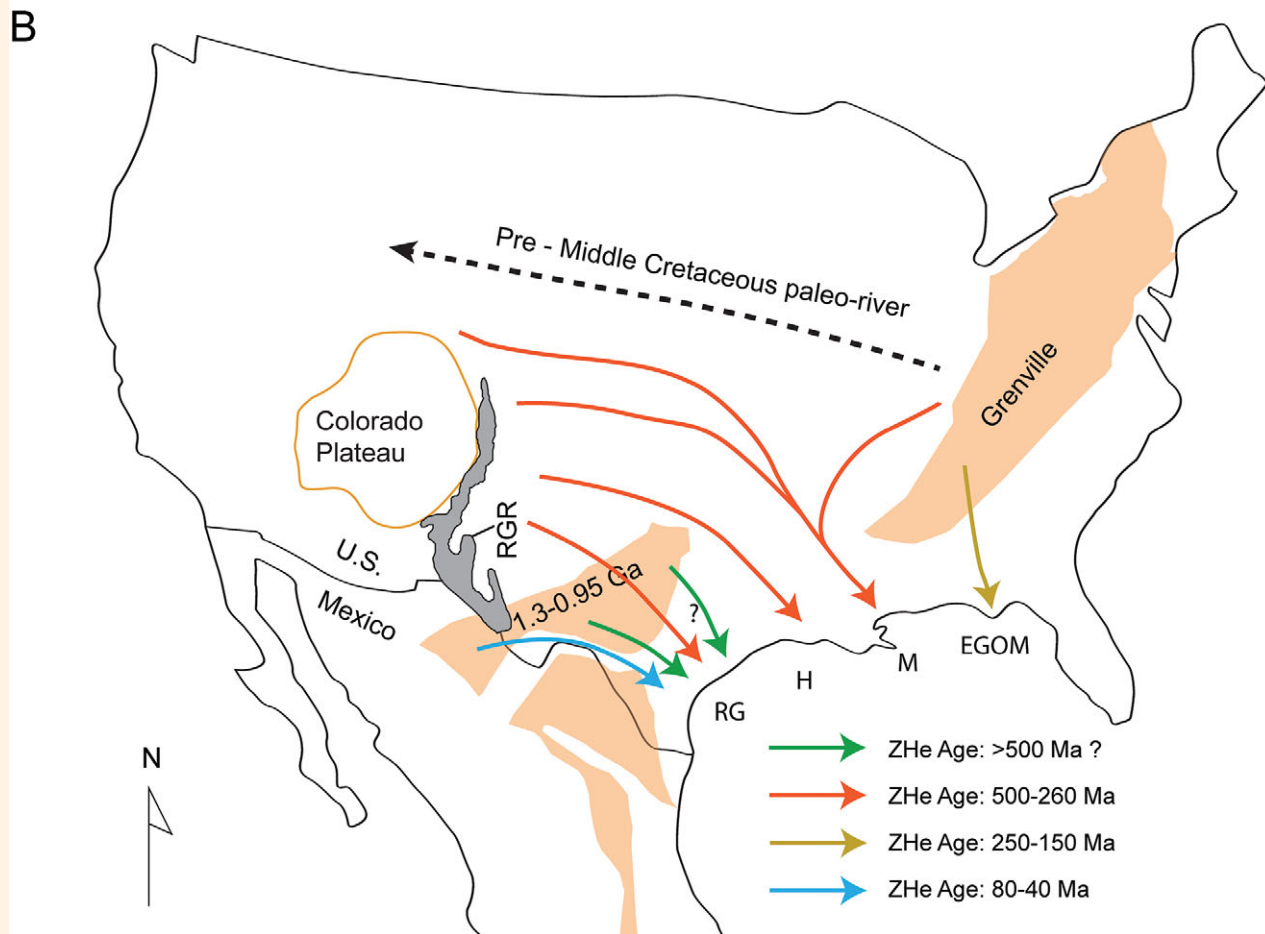 B
Pre - Middle Cretaceous paleo-river
Grenville
Colorado
Plateau
RGR
U.S.
Mexico
1.3-0.95 Ga
?
EGOM
M
H
RG
N
ZHe Age: >500 Ma ?
ZHe Age: 500-260 Ma
ZHe Age: 250-150 Ma
ZHe Age: 80-40 Ma